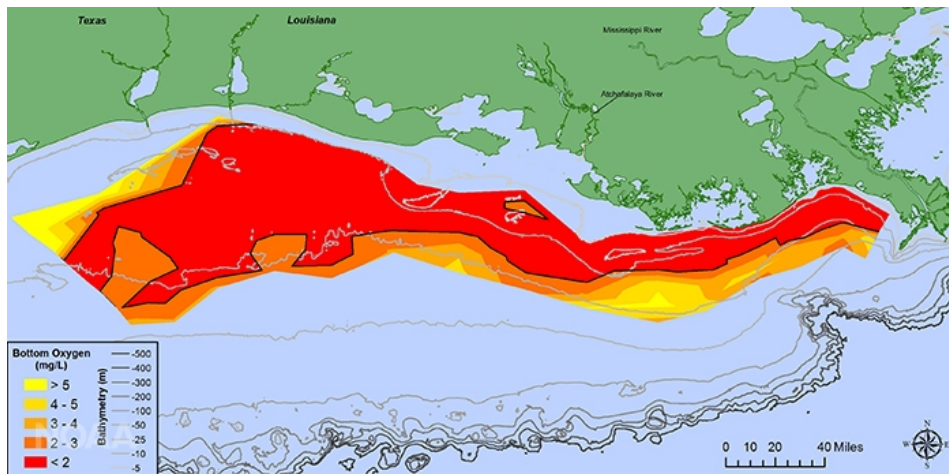 Texas
Louisiana
Mississippi River
Atchafalaya River
Bottom Oxygen
(mg/L)
> 5
4 - 5
3 - 4
2 - 3
< 2
Bathymetry (m)
-500
-400
-300
-200
-100
-50
-25
-10
-5
NOAA
0 10 20 40 Miles
N
W
E
S